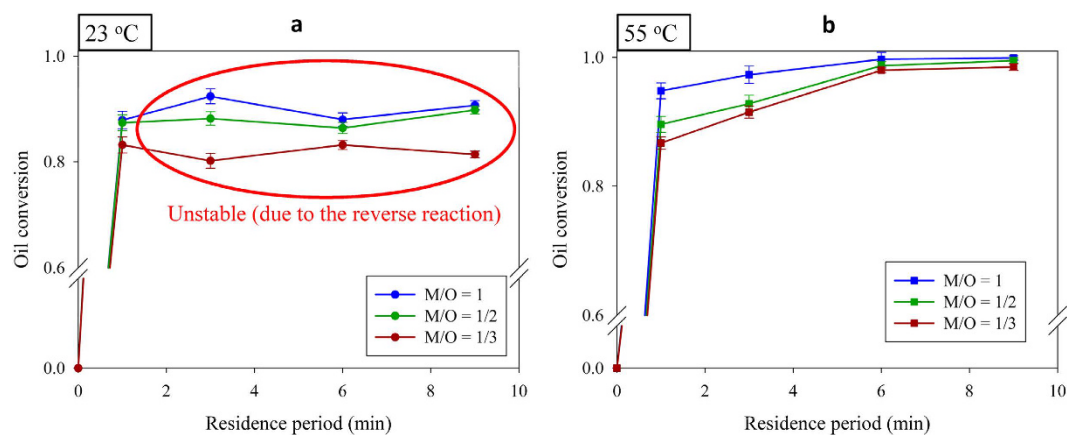 23 °C
a
1.0
0.8
0.6
0.0
Oil conversion
Unstable (due to the reverse reaction)
M/O = 1
M/O = 1/2
M/O = 1/3
0 2 4 6 8 10
Residence period (min)
55 °C
b
1.0
0.8
0.6
0.0
Oil conversion
M/O = 1
M/O = 1/2
M/O = 1/3
0 2 4 6 8 10
Residence period (min)